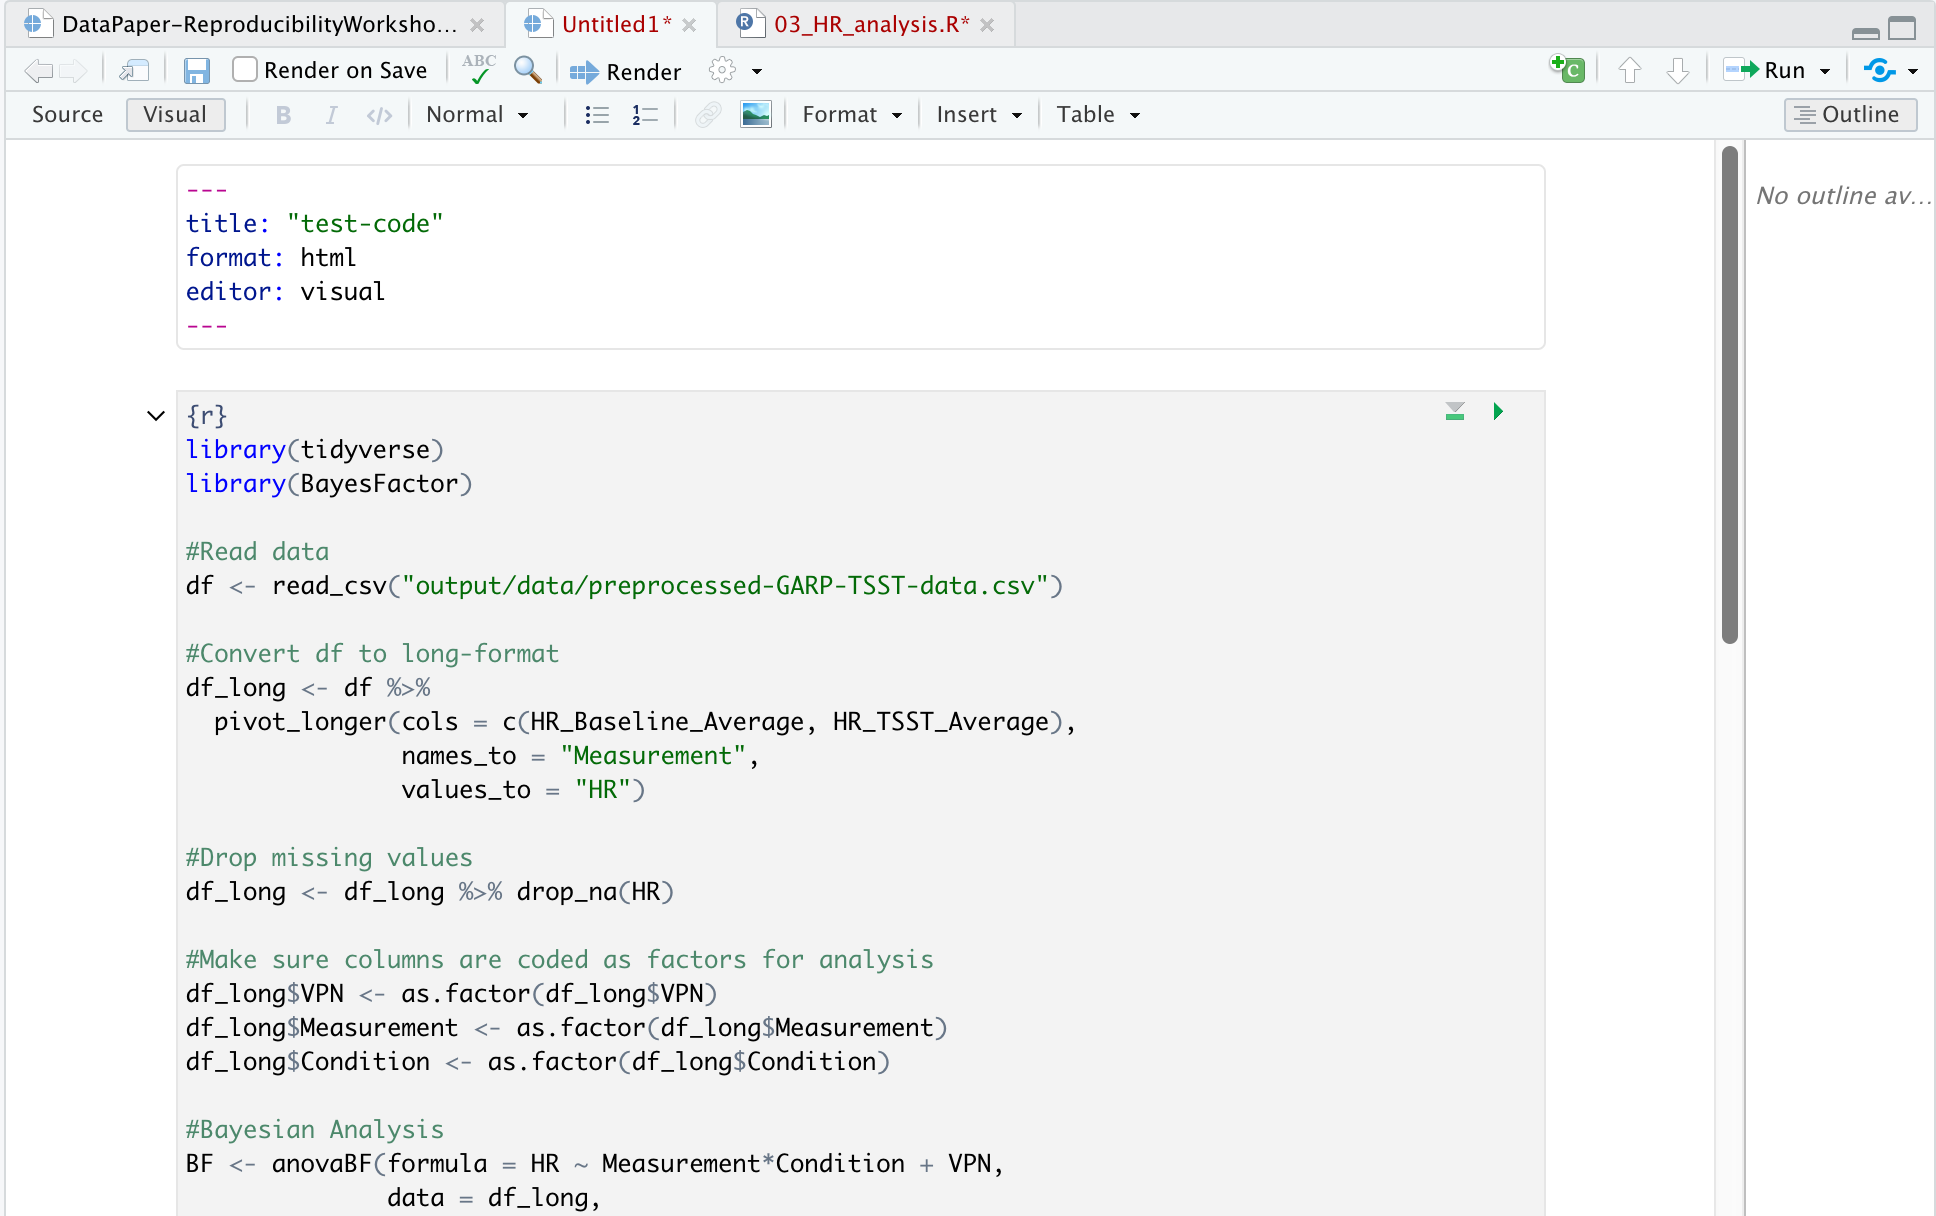 DataPaper-ReproducibilityWorksho... Untitled1* 03_HR_analysis.R*
Render on Save ABC Render C Run
Source Visual B I </> Normal Format Insert Table Outline
---
title: "test-code"
format: html
editor: visual
---
No outline av...
{r}
library(tidyverse)
library(BayesFactor)
#Read data
df <- read_csv("output/data/preprocessed-GARP-TSST-data.csv")
#Convert df to long-format
df_long <- df %>%
pivot_longer(cols = c(HR_Baseline_Average, HR_TSST_Average),
names_to = "Measurement",
values_to = "HR")
#Drop missing values
df_long <- df_long %>% drop_na(HR)
#Make sure columns are coded as factors for analysis
df_long$VPN <- as.factor(df_long$VPN)
df_long$Measurement <- as.factor(df_long$Measurement)
df_long$Condition <- as.factor(df_long$Condition)
#Bayesian Analysis
BF <- anovaBF(formula = HR ~ Measurement*Condition + VPN,
data = df_long,